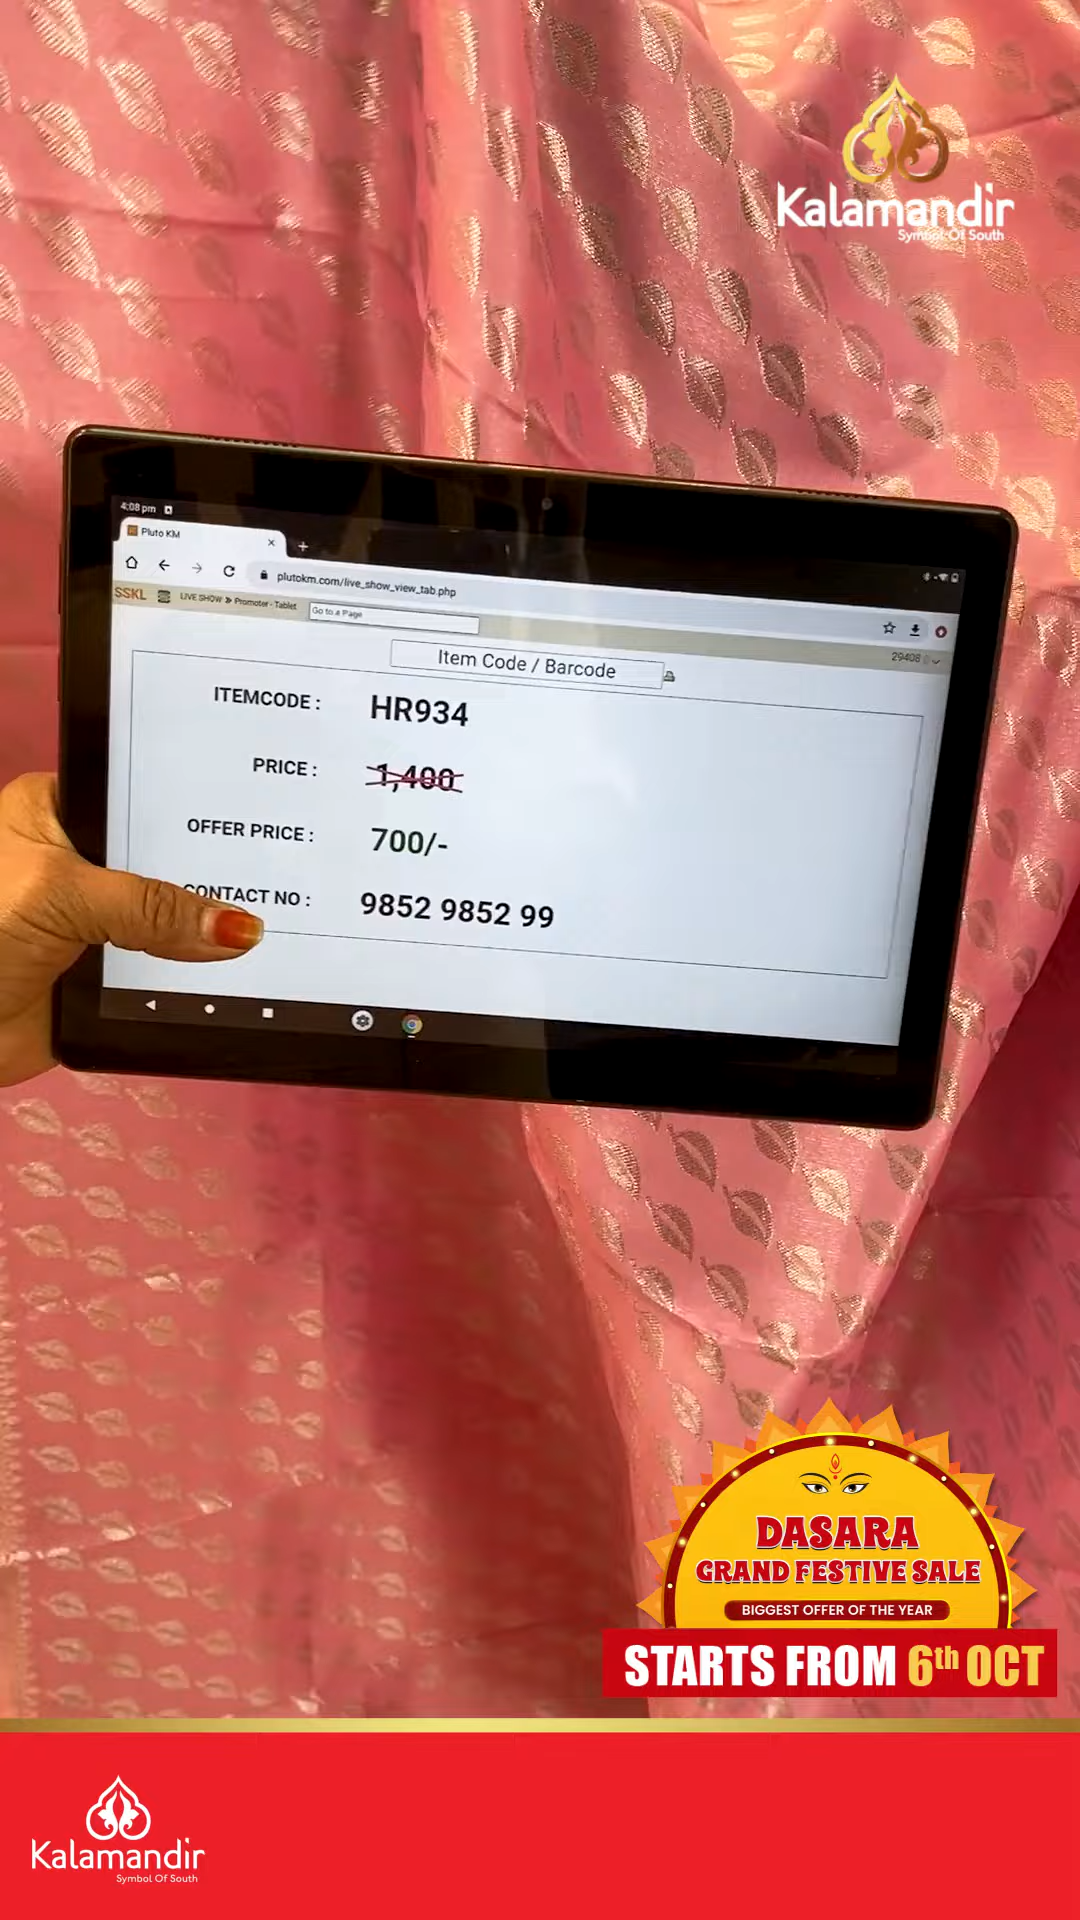 Kalamandir
Symbol Of South
4:08 pm
Pluto KM
plutokm.com/live_show_view_tab.php
SSKL
LIVE SHOW >> Promoter - Tablet
Go to a Page
29408
Item Code / Barcode
ITEMCODE : HR934
PRICE : 1,400
OFFER PRICE : 700/-
CONTACT NO : 9852 9852 99
DASARA
GRAND FESTIVE SALE
BIGGEST OFFER OF THE YEAR
STARTS FROM 6th OCT
Kalamandir
Symbol Of South